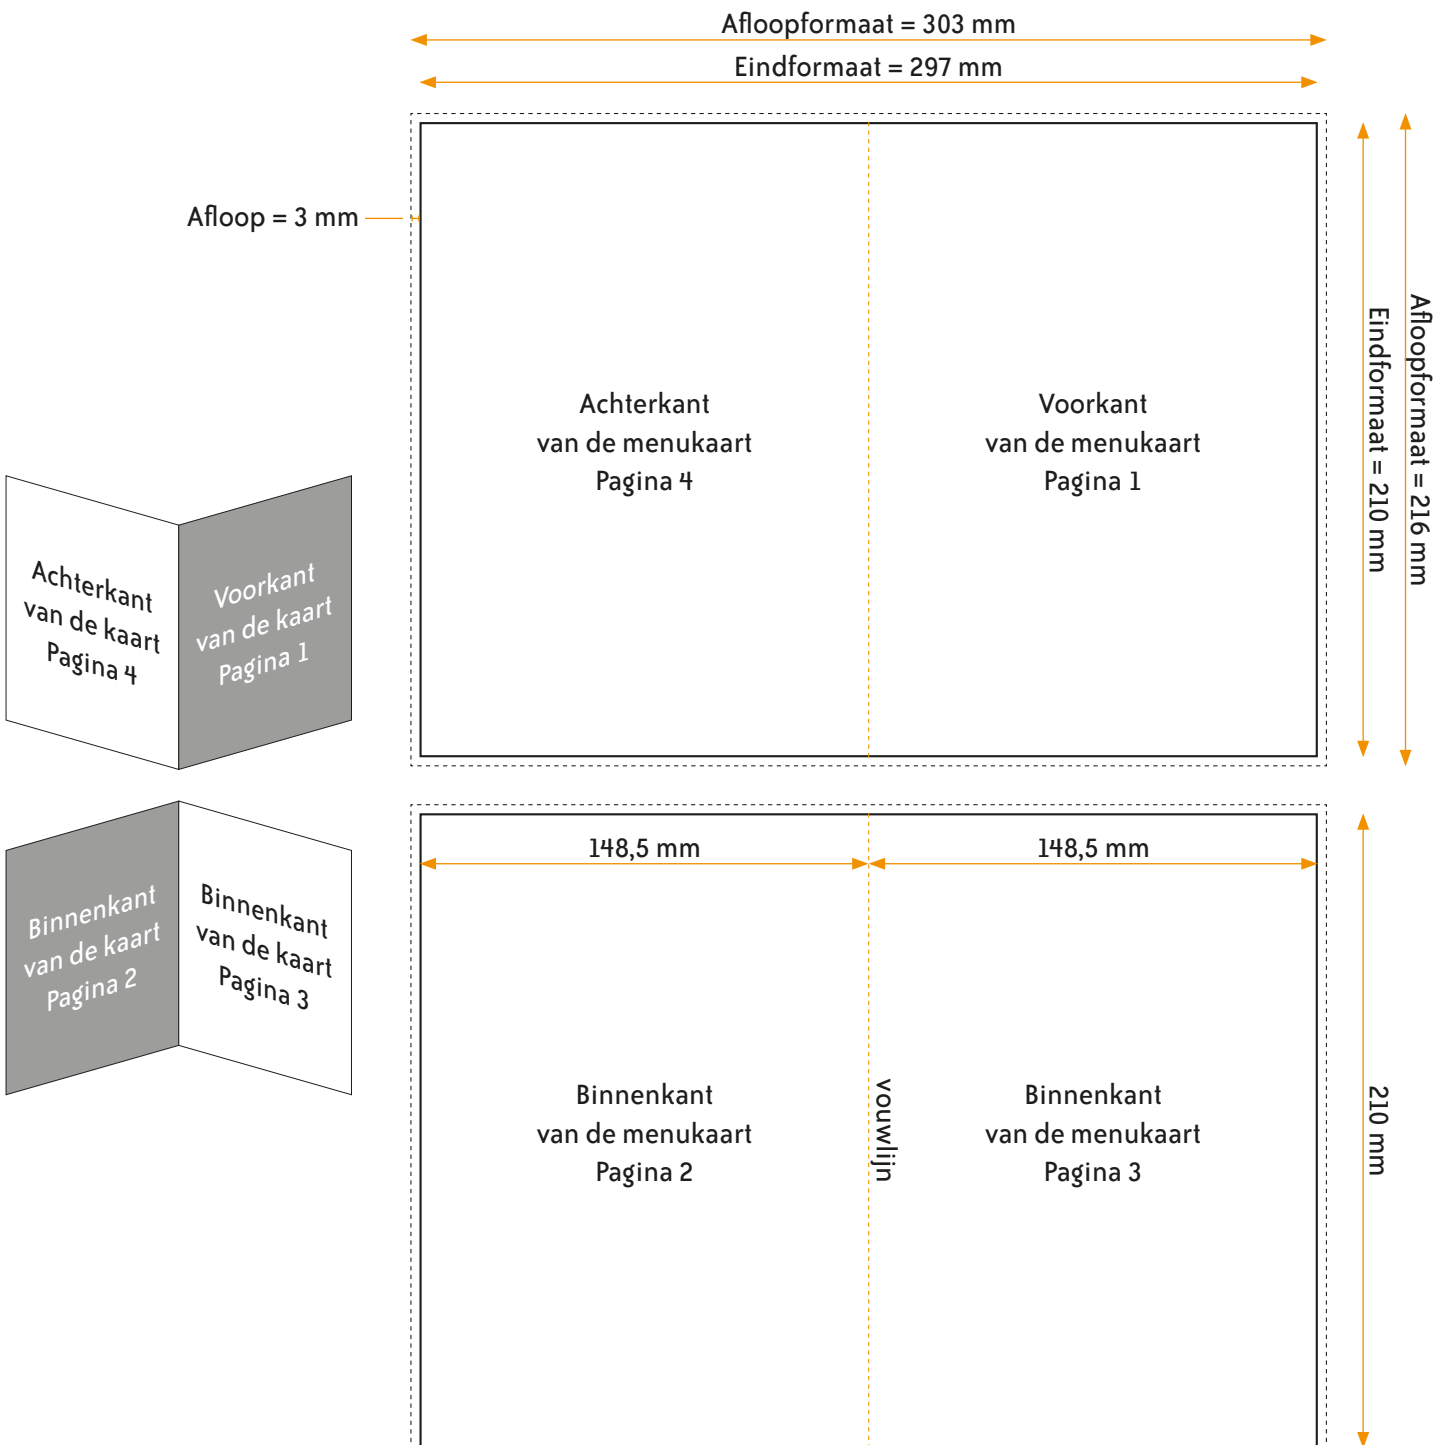 Afloopformaat = 303 mm
Eindformaat = 297 mm
Afloop = 3 mm
Achterkant
van de menukaart
Pagina 4
Voorkant
van de menukaart
Pagina 1
Eindformaat = 210 mm
Afloopformaat = 216 mm
Achterkant
van de kaart
Pagina 4
Voorkant
van de kaart
Pagina 1
Binnenkant
van de kaart
Pagina 2
Binnenkant
van de kaart
Pagina 3
148,5 mm
148,5 mm
Binnenkant
van de menukaart
Pagina 2
vouwlijn
Binnenkant
van de menukaart
Pagina 3
210 mm